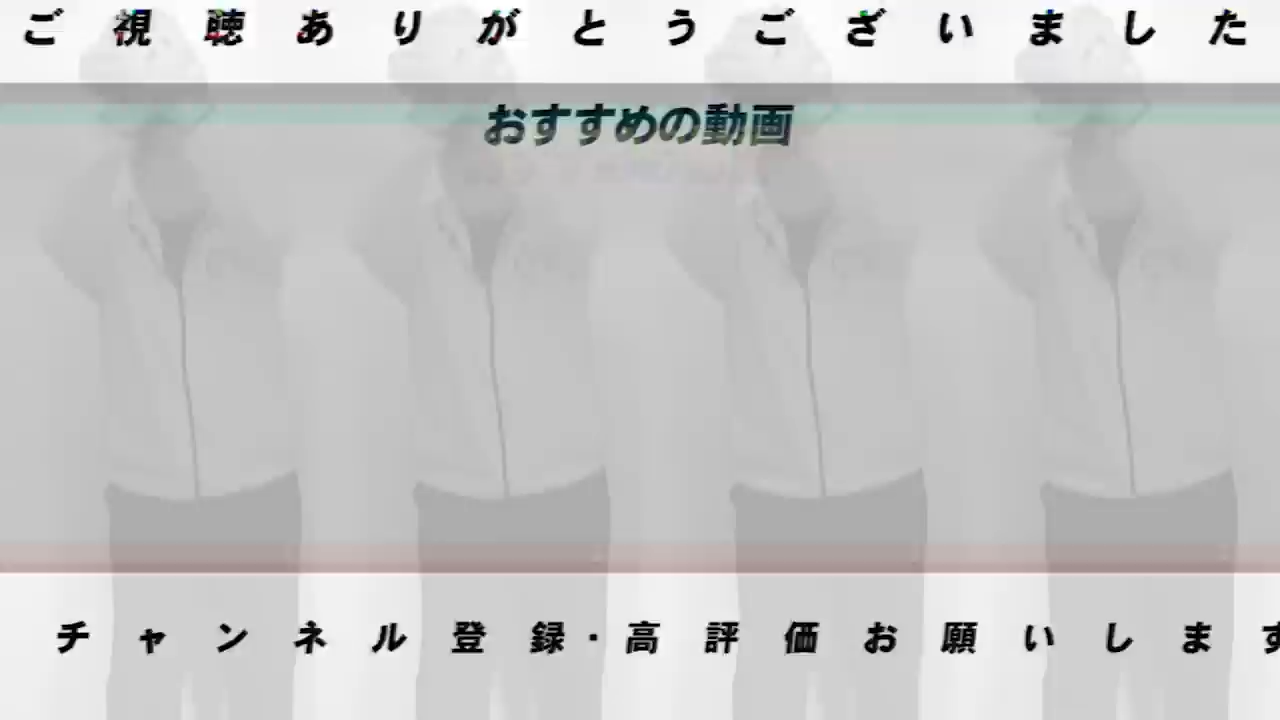 ご視聴ありがとうございました
おすすめの動画
チャンネル登録・高評価お願いします